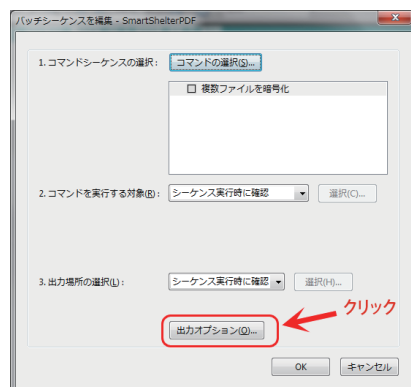 バッチシーケンスを編集 - SmartShelterPDF
1. コマンドシーケンスの選択: コマンドの選択(S)...
複数ファイルを暗号化
2. コマンドを実行する対象(R): シーケンス実行時に確認 選択(C)...
3. 出力場所の選択(L): シーケンス実行時に確認 選択(H)...
クリック
出力オプション(O)...
OK キャンセル